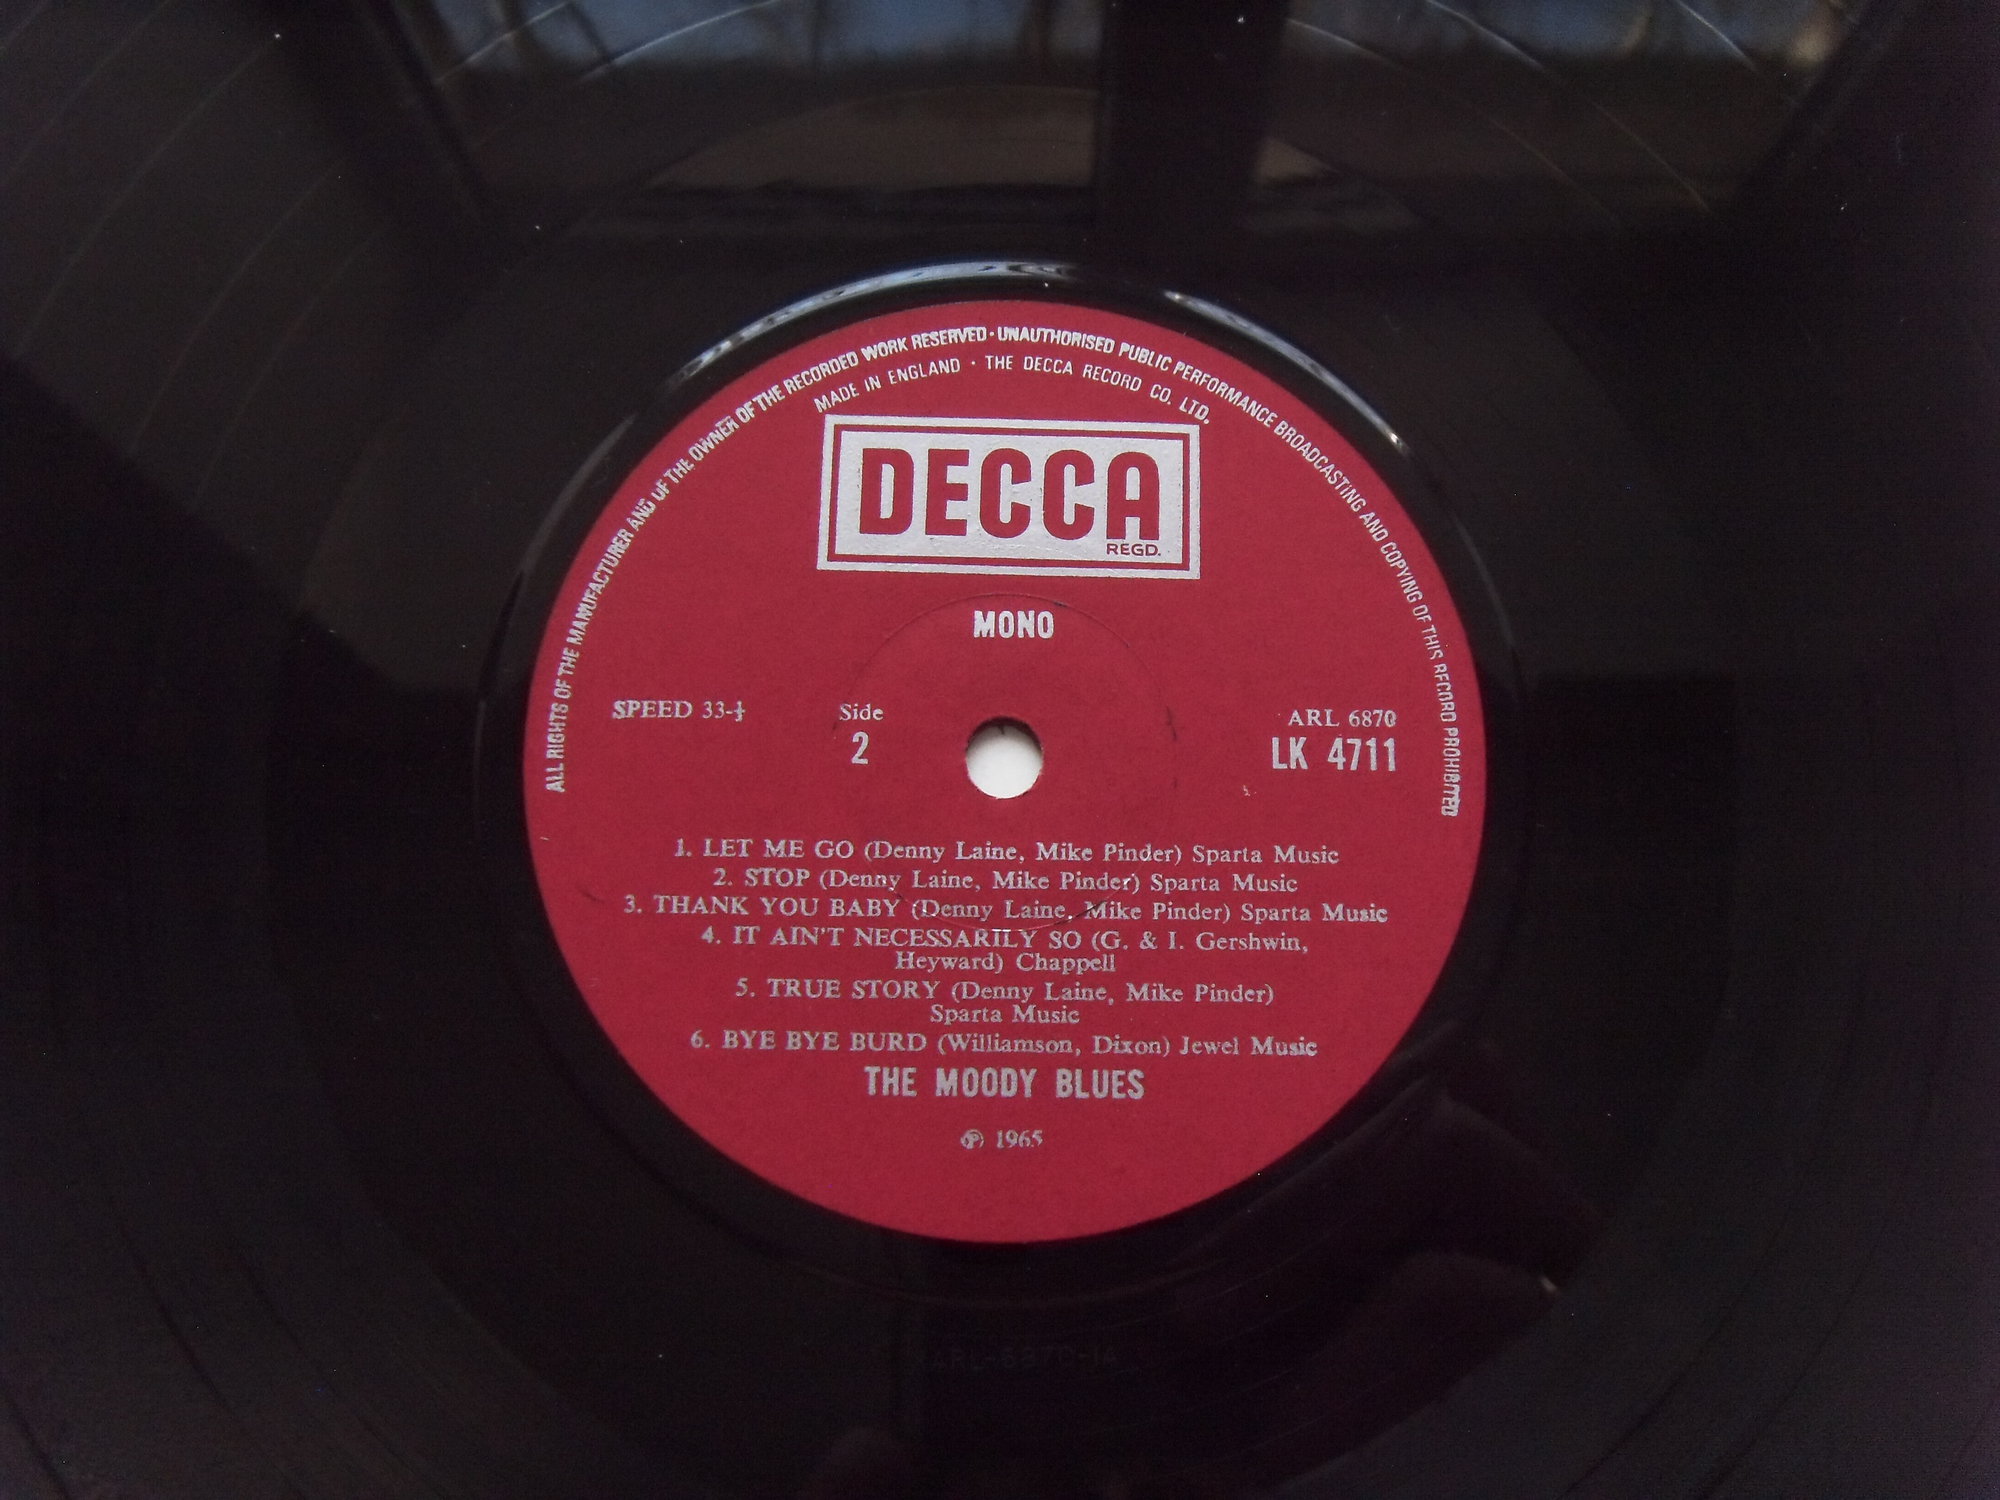 ALL RIGHTS OF THE MANUFACTURER AND OF THE OWNER OF THE RECORDED WORK RESERVED · UNAUTHORISED PUBLIC PERFORMANCE BROADCASTING AND COPYING OF THIS RECORD PROHIBITED
MADE IN ENGLAND · THE DECCA RECORD CO. LTD.
DECCA
REGD.
MONO
SPEED 33-⅓
Side
2
ARL 6870
LK 4711
1. LET ME GO (Denny Laine, Mike Pinder) Sparta Music
2. STOP (Denny Laine, Mike Pinder) Sparta Music
3. THANK YOU BABY (Denny Laine, Mike Pinder) Sparta Music
4. IT AIN'T NECESSARILY SO (G. & I. Gershwin,
Heyward) Chappell
5. TRUE STORY (Denny Laine, Mike Pinder)
Sparta Music
6. BYE BYE BURD (Williamson, Dixon) Jewel Music
THE MOODY BLUES
℗ 1965
ARL-6870-1A